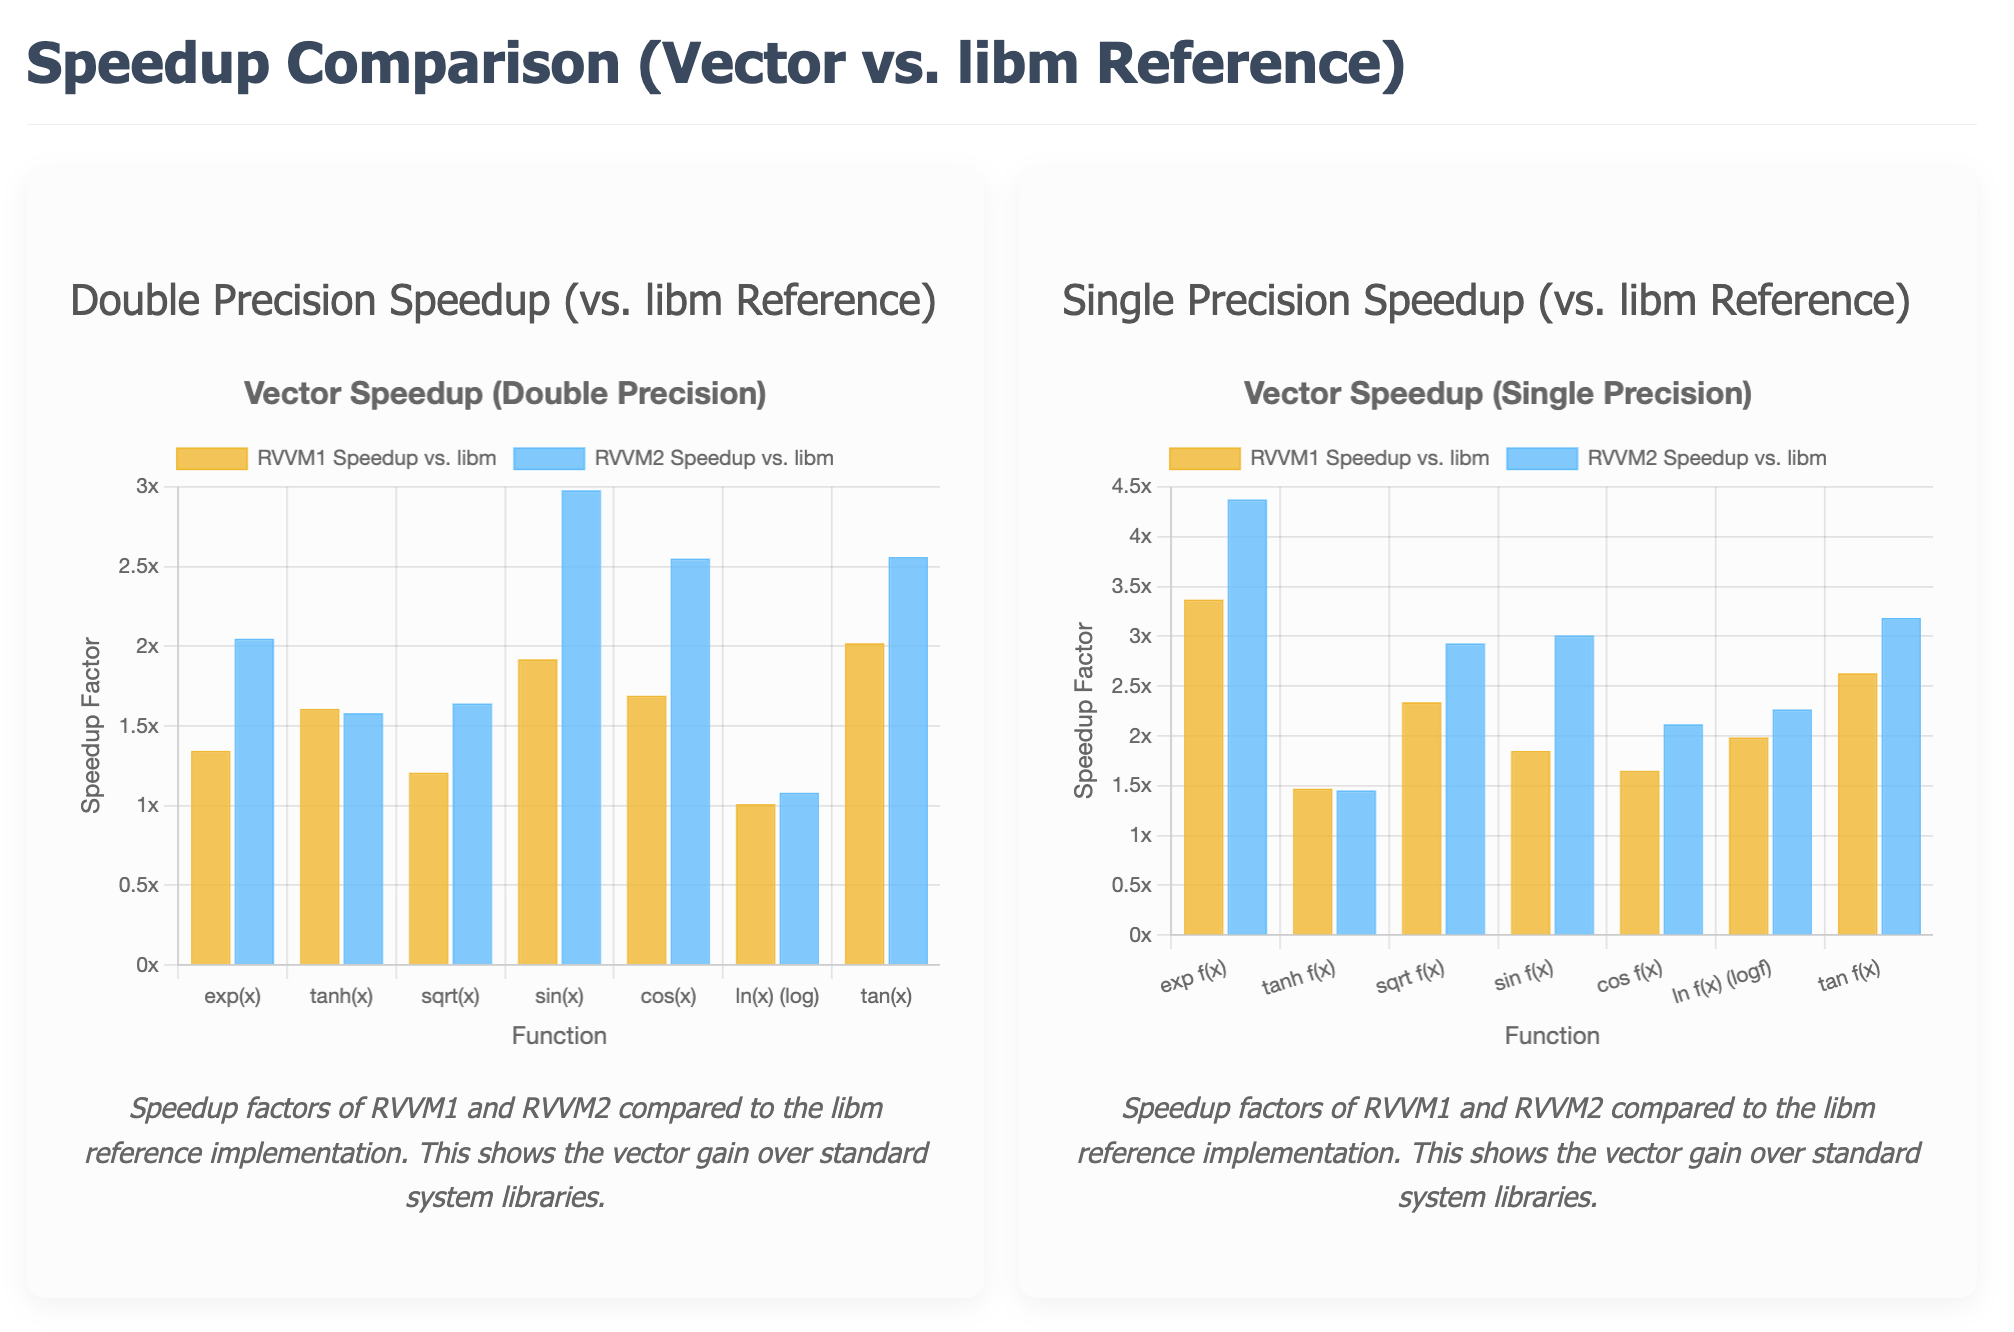 Speedup Comparison (Vector vs. libm Reference)
Double Precision Speedup (vs. libm Reference)
Vector Speedup (Double Precision)
RVVM1 Speedup vs. libm
RVVM2 Speedup vs. libm
Speedup Factor
3x
2.5x
2x
1.5x
1x
0.5x
0x
exp(x)
tanh(x)
sqrt(x)
sin(x)
cos(x)
ln(x) (log)
tan(x)
Function
Speedup factors of RVVM1 and RVVM2 compared to the libm
reference implementation. This shows the vector gain over standard
system libraries.
Single Precision Speedup (vs. libm Reference)
Vector Speedup (Single Precision)
RVVM1 Speedup vs. libm
RVVM2 Speedup vs. libm
Speedup Factor
4.5x
4x
3.5x
3x
2.5x
2x
1.5x
1x
0.5x
0x
exp f(x)
tanh f(x)
sqrt f(x)
sin f(x)
cos f(x)
ln f(x) (logf)
tan f(x)
Function
Speedup factors of RVVM1 and RVVM2 compared to the libm
reference implementation. This shows the vector gain over standard
system libraries.